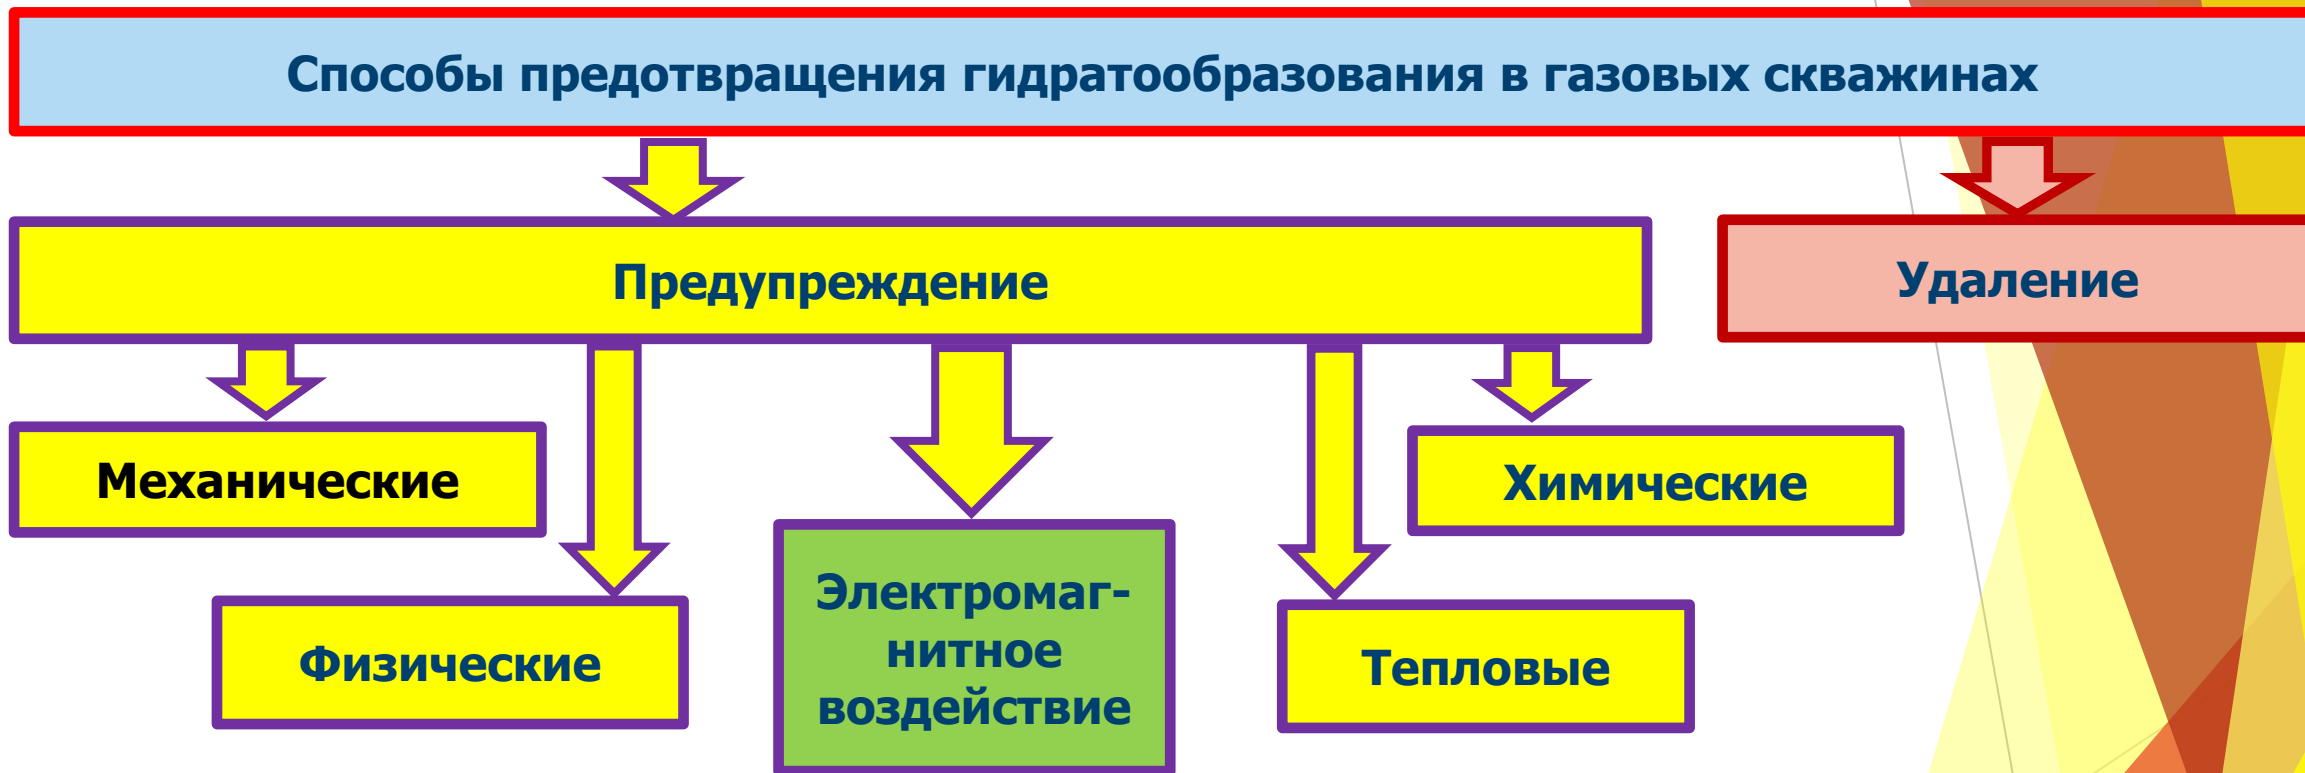 Способы предотвращения гидратообразования в газовых скважинах
Предупреждение
Удаление
Механические
Химические
Физические
Электромаг-
нитное
воздействие
Тепловые